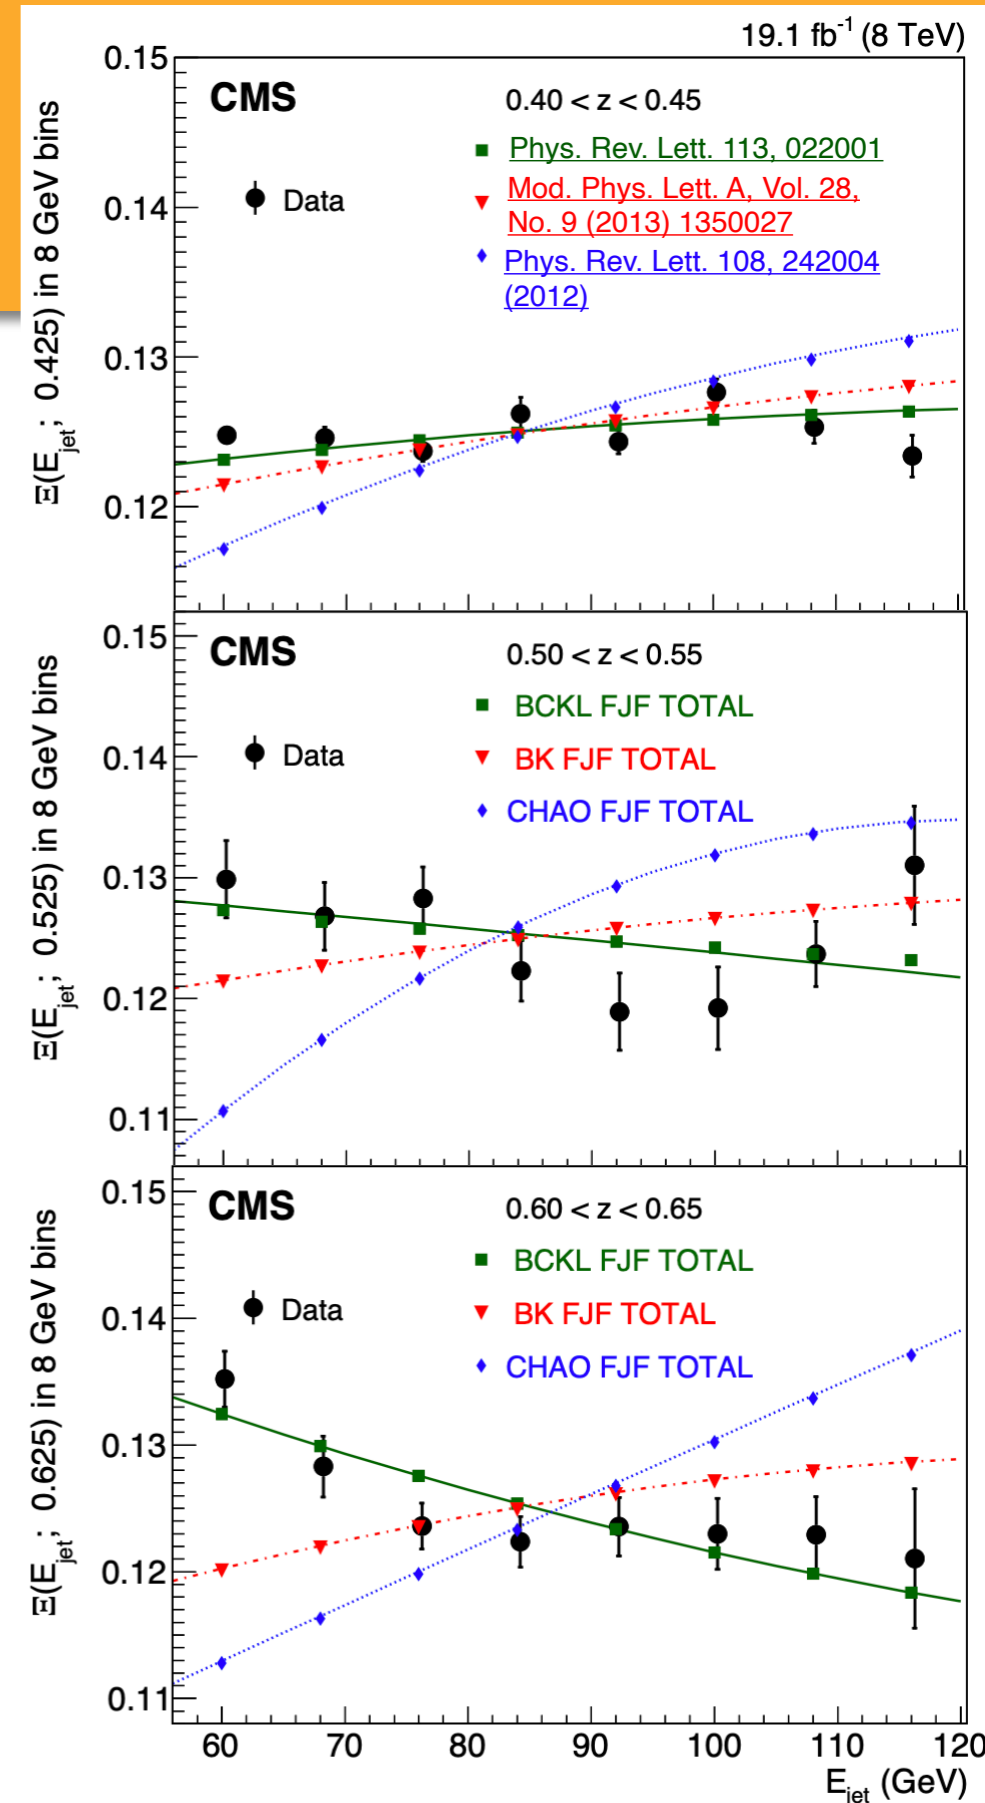 19.1 fb⁻¹ (8 TeV)
0.15
CMS
0.40 < z < 0.45
Phys. Rev. Lett. 113, 022001
Data
Mod. Phys. Lett. A, Vol. 28,
No. 9 (2013) 1350027
Phys. Rev. Lett. 108, 242004
(2012)
0.14
0.13
0.12
Ξ(E_jet; 0.425) in 8 GeV bins
0.15
CMS
0.50 < z < 0.55
BCKL FJF TOTAL
Data
BK FJF TOTAL
CHAO FJF TOTAL
0.14
0.13
0.12
0.11
Ξ(E_jet; 0.525) in 8 GeV bins
0.15
CMS
0.60 < z < 0.65
BCKL FJF TOTAL
Data
BK FJF TOTAL
CHAO FJF TOTAL
0.14
0.13
0.12
0.11
Ξ(E_jet; 0.625) in 8 GeV bins
60 70 80 90 100 110 120
E_jet (GeV)